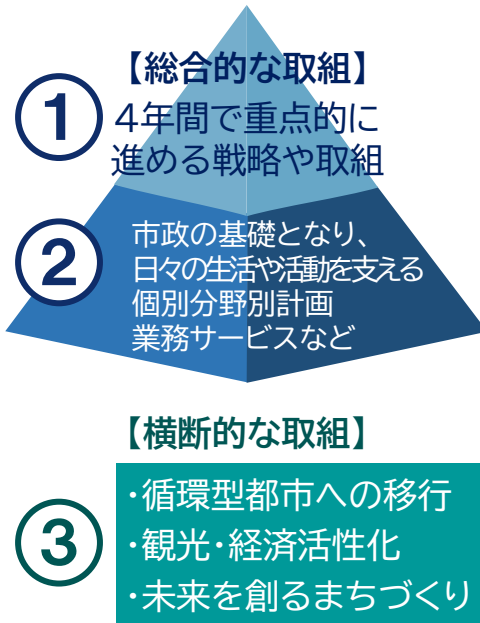 ①
【総合的な取組】
4年間で重点的に
進める戦略や取組
②
市政の基礎となり、
日々の生活や活動を支える
個別分野別計画
業務サービスなど
【横断的な取組】
③
・循環型都市への移行
・観光・経済活性化
・未来を創るまちづくり